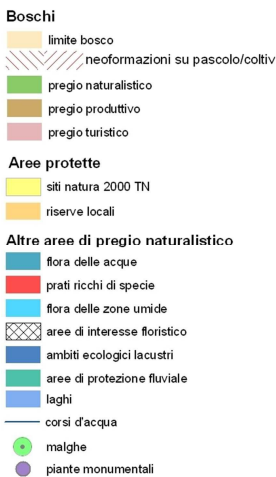 Boschi
limite bosco
neoformazioni su pascolo/coltiv
pregio naturalistico
pregio produttivo
pregio turistico
Aree protette
siti natura 2000 TN
riserve locali
Altre aree di pregio naturalistico
flora delle acque
prati ricchi di specie
flora delle zone umide
aree di interesse floristico
ambiti ecologici lacustri
aree di protezione fluviale
laghi
corsi d'acqua
malghe
piante monumentali